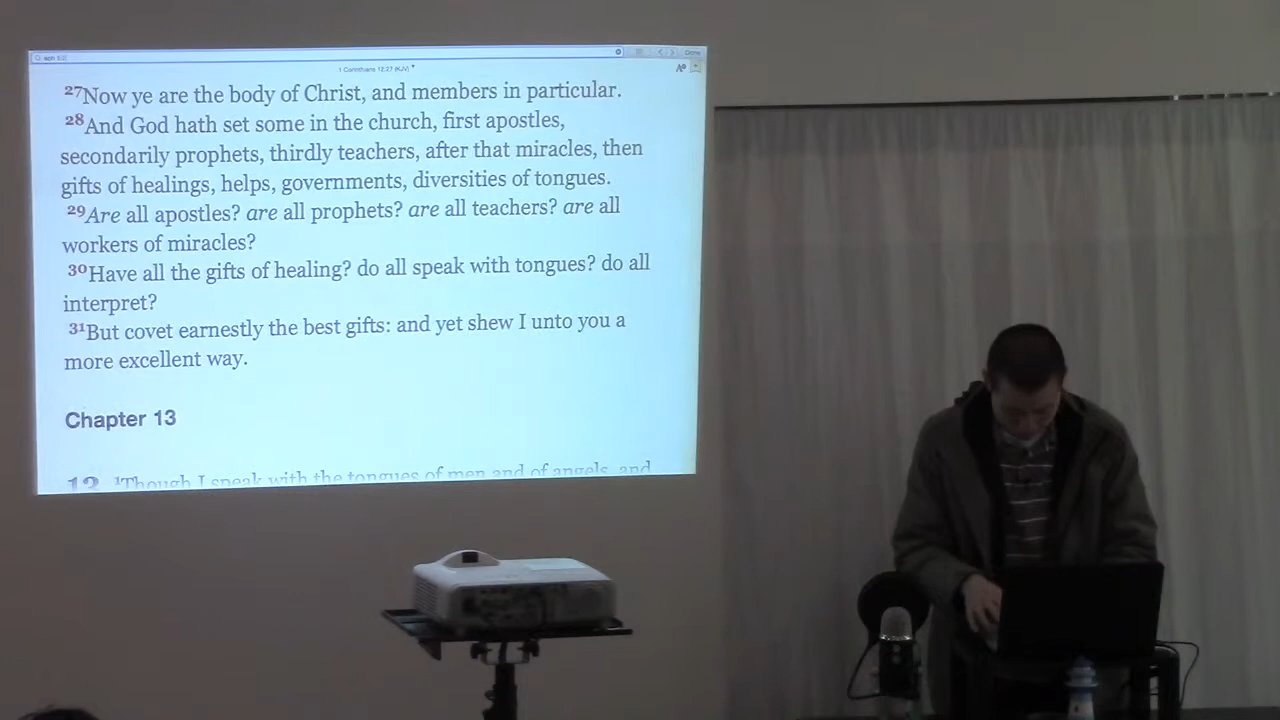 1 Corinthians 12:27 (KJV)
Done
27Now ye are the body of Christ, and members in particular.
28And God hath set some in the church, first apostles,
secondarily prophets, thirdly teachers, after that miracles, then
gifts of healings, helps, governments, diversities of tongues.
29Are all apostles? are all prophets? are all teachers? are all
workers of miracles?
30Have all the gifts of healing? do all speak with tongues? do all
interpret?
31But covet earnestly the best gifts: and yet shew I unto you a
more excellent way.
Chapter 13
13 1Though I speak with the tongues of men and of angels, and